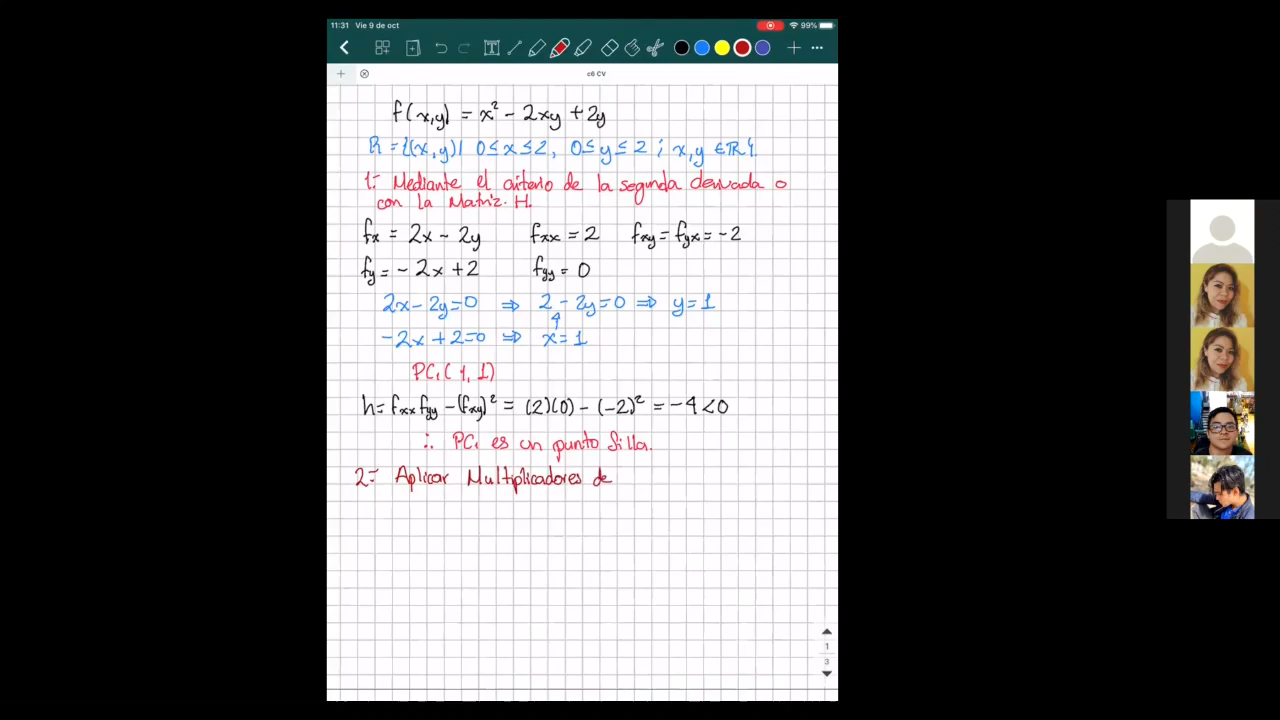 11:31 Vie 9 de oct
99%
c6 CV
f(x,y) = x² - 2xy + 2y
R = {(x,y)| 0≤x≤2, 0≤y≤2 ; x,y ∈ℝ}.
1.- Mediante el criterio de la segunda derivada o
con la Matriz H.
fx = 2x - 2y fxx = 2 fxy = fyx = -2
fy = -2x + 2 fyy = 0
2x - 2y = 0 ⇒ 2 - 2y = 0 ⇒ y = 1
-2x + 2 = 0 ⇒ x = 1
PC₁(1, 1)
h = fxx fyy - (fxy)² = (2)(0) - (-2)² = -4 < 0
∴ PC₁ es un punto Silla.
2.- Aplicar Multiplicadores de
1
3